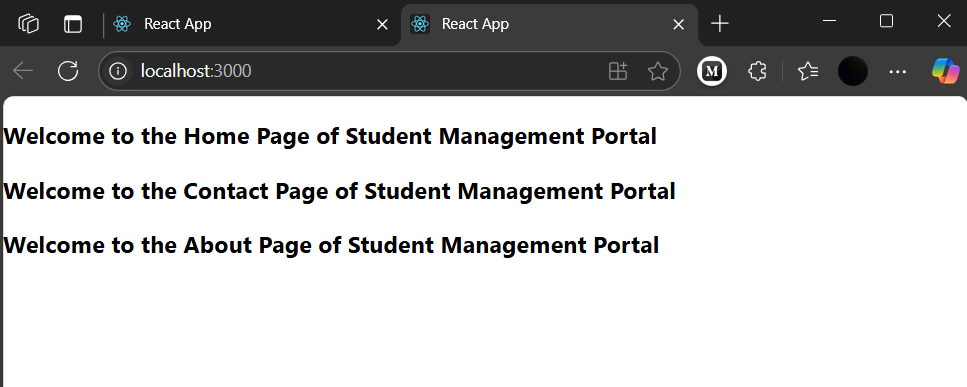 React App
React App
localhost:3000
M
Welcome to the Home Page of Student Management Portal
Welcome to the Contact Page of Student Management Portal
Welcome to the About Page of Student Management Portal